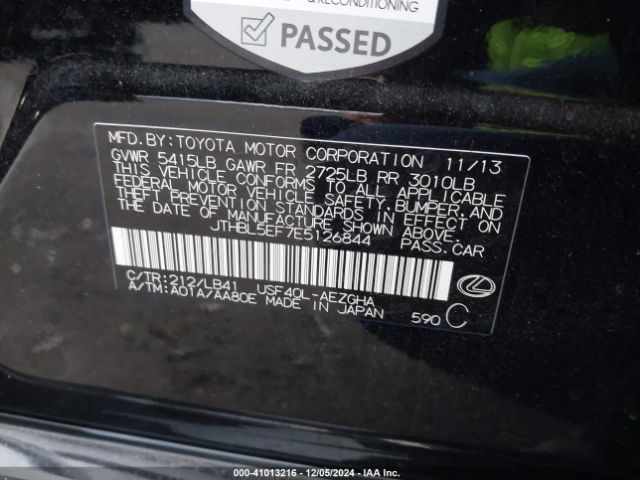 & RECONDITIONING
PASSED
MFD.BY:TOYOTA MOTOR CORPORATION 11/13
GVWR 5415LB GAWR FR 2725LB RR 3010LB
THIS VEHICLE CONFORMS TO ALL APPLICABLE
FEDERAL MOTOR VEHICLE SAFETY,BUMPER, AND
THEFT PREVENTION STANDARDS IN EFFECT ON
THE DATE OF MANUFACTURE SHOWN ABOVE.
JTHBL5EF7E5126844 PASS.CAR
C/TR:212/LB41 USF40L-AEZGHA
A/TM:A01A/AA80E MADE IN JAPAN 590 C
000-41013216 - 12/05/2024 - IAA Inc.